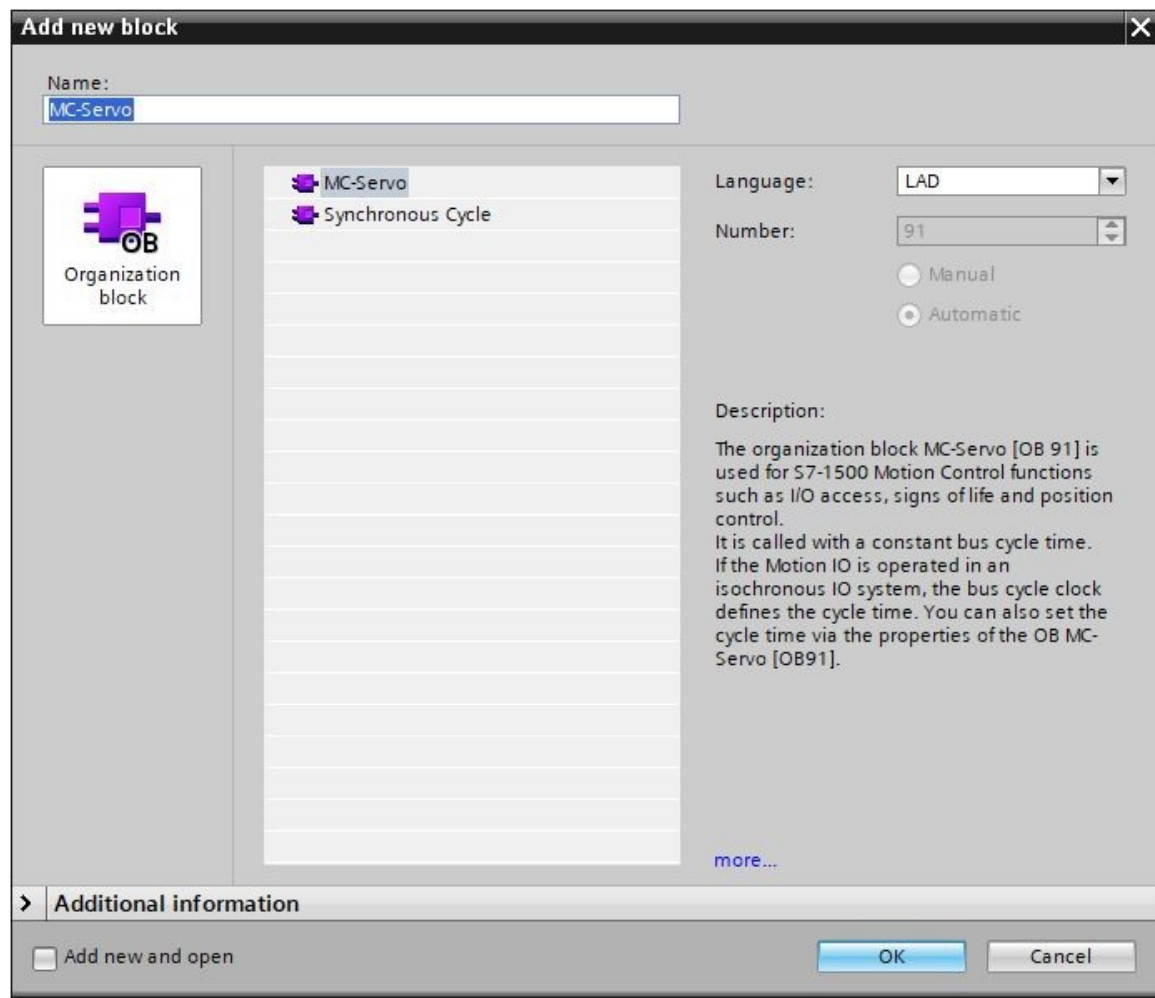 Add new block
Name:
MC-Servo
OB
Organization
block
MC-Servo
Synchronous Cycle
Language:
LAD
Number:
91
Manual
Automatic
Description:
The organization block MC-Servo [OB 91] is
used for S7-1500 Motion Control functions
such as I/O access, signs of life and position
control.
It is called with a constant bus cycle time.
If the Motion IO is operated in an
isochronous IO system, the bus cycle clock
defines the cycle time. You can also set the
cycle time via the properties of the OB MC-
Servo [OB91].
more...
Additional information
Add new and open
OK
Cancel